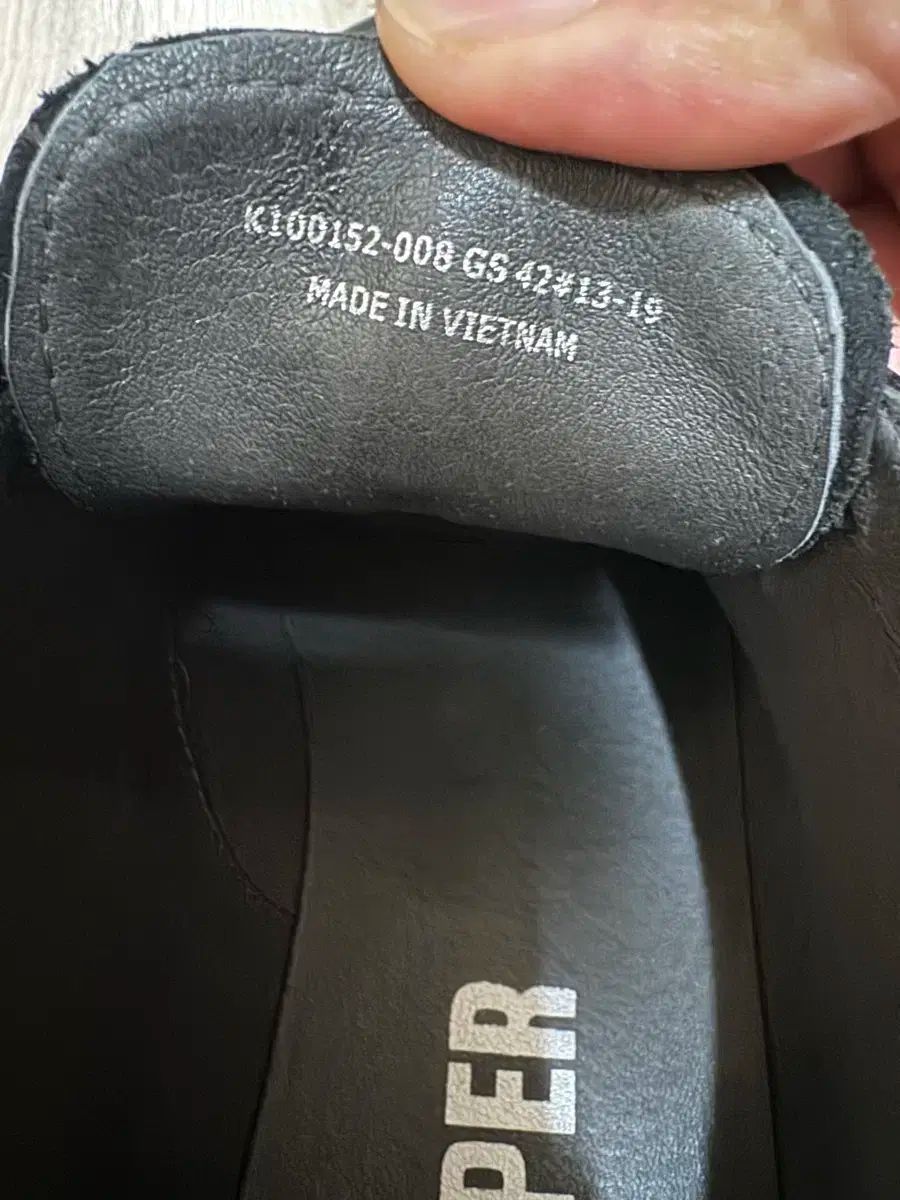 K100152-008 GS 42#13-19
MADE IN VIETNAM
PER